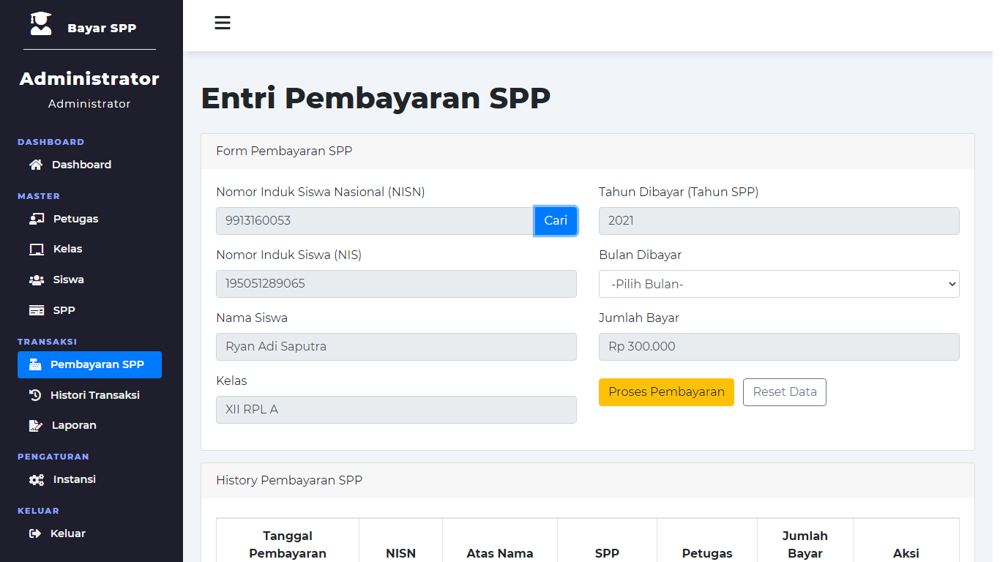 Bayar SPP
Administrator
Administrator
DASHBOARD
Dashboard
MASTER
Petugas
Kelas
Siswa
SPP
TRANSAKSI
Pembayaran SPP
Histori Transaksi
Laporan
PENGATURAN
Instansi
KELUAR
Keluar
Entri Pembayaran SPP
Form Pembayaran SPP
Nomor Induk Siswa Nasional (NISN)
9913160053 Cari
Nomor Induk Siswa (NIS)
195051289065
Nama Siswa
Ryan Adi Saputra
Kelas
XII RPL A
Tahun Dibayar (Tahun SPP)
2021
Bulan Dibayar
-Pilih Bulan-
Jumlah Bayar
Rp 300.000
Proses Pembayaran Reset Data
History Pembayaran SPP
Tanggal Pembayaran NISN Atas Nama SPP Petugas Jumlah Bayar Aksi